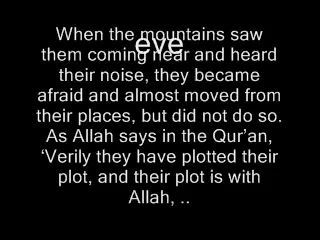 When the mountains saw
eve
them coming near and heard
their noise, they became
afraid and almost moved from
their places, but did not do so.
As Allah says in the Qur’an,
‘Verily they have plotted their
plot, and their plot is with
Allah, ..